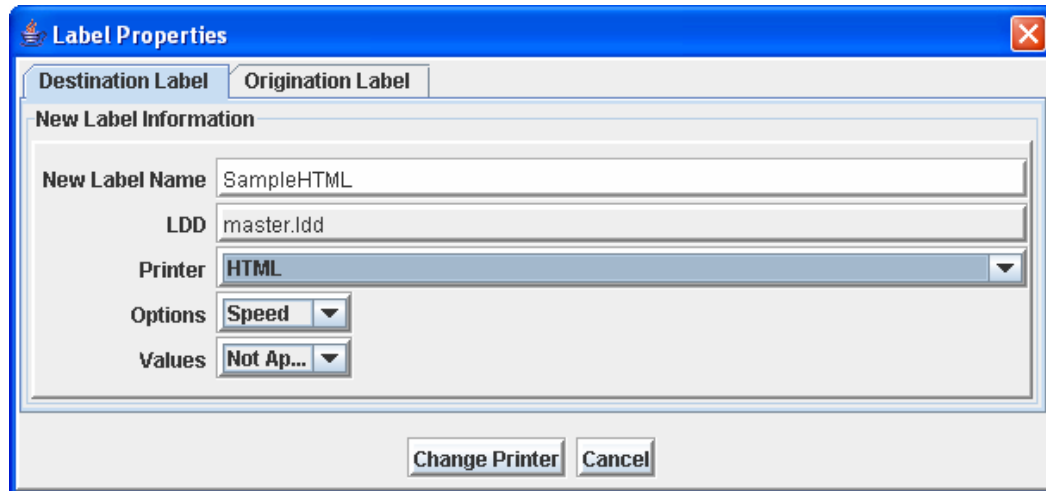 Label Properties
Destination Label Origination Label
New Label Information
New Label Name SampleHTML
LDD master.ldd
Printer HTML
Options Speed
Values Not Ap...
Change Printer Cancel